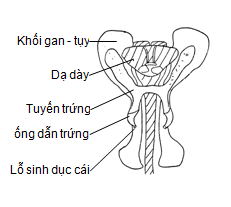 Khối gan - tụy
Dạ dày
Tuyến trứng
ống dẫn trứng
Lỗ sinh dục cái